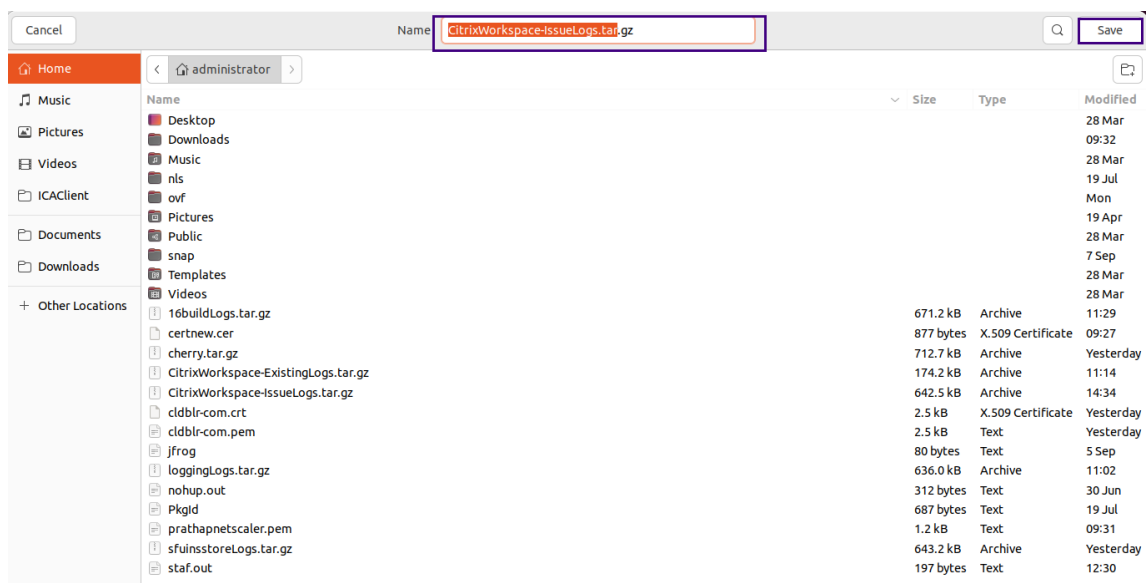 Cancel Name CitrixWorkspace-IssueLogs.tar.gz Save
Home
Music
Pictures
Videos
ICAClient
Documents
Downloads
+ Other Locations
administrator
Name Size Type Modified
Desktop 28 Mar
Downloads 09:32
Music 28 Mar
nls 19 Jul
ovf Mon
Pictures 19 Apr
Public 28 Mar
snap 7 Sep
Templates 28 Mar
Videos 28 Mar
16buildLogs.tar.gz 671.2 kB Archive 11:29
certnew.cer 877 bytes X.509 Certificate 09:27
cherry.tar.gz 712.7 kB Archive Yesterday
CitrixWorkspace-ExistingLogs.tar.gz 174.2 kB Archive 11:14
CitrixWorkspace-IssueLogs.tar.gz 642.5 kB Archive 14:34
cldblr-com.crt 2.5 kB X.509 Certificate Yesterday
cldblr-com.pem 2.5 kB Text Yesterday
jfrog 80 bytes Text 5 Sep
loggingLogs.tar.gz 636.0 kB Archive 11:02
nohup.out 312 bytes Text 30 Jun
PkgId 687 bytes Text 19 Jul
prathapnetscaler.pem 1.2 kB Text 09:31
sfuinsstoreLogs.tar.gz 643.2 kB Archive Yesterday
staf.out 197 bytes Text 12:30